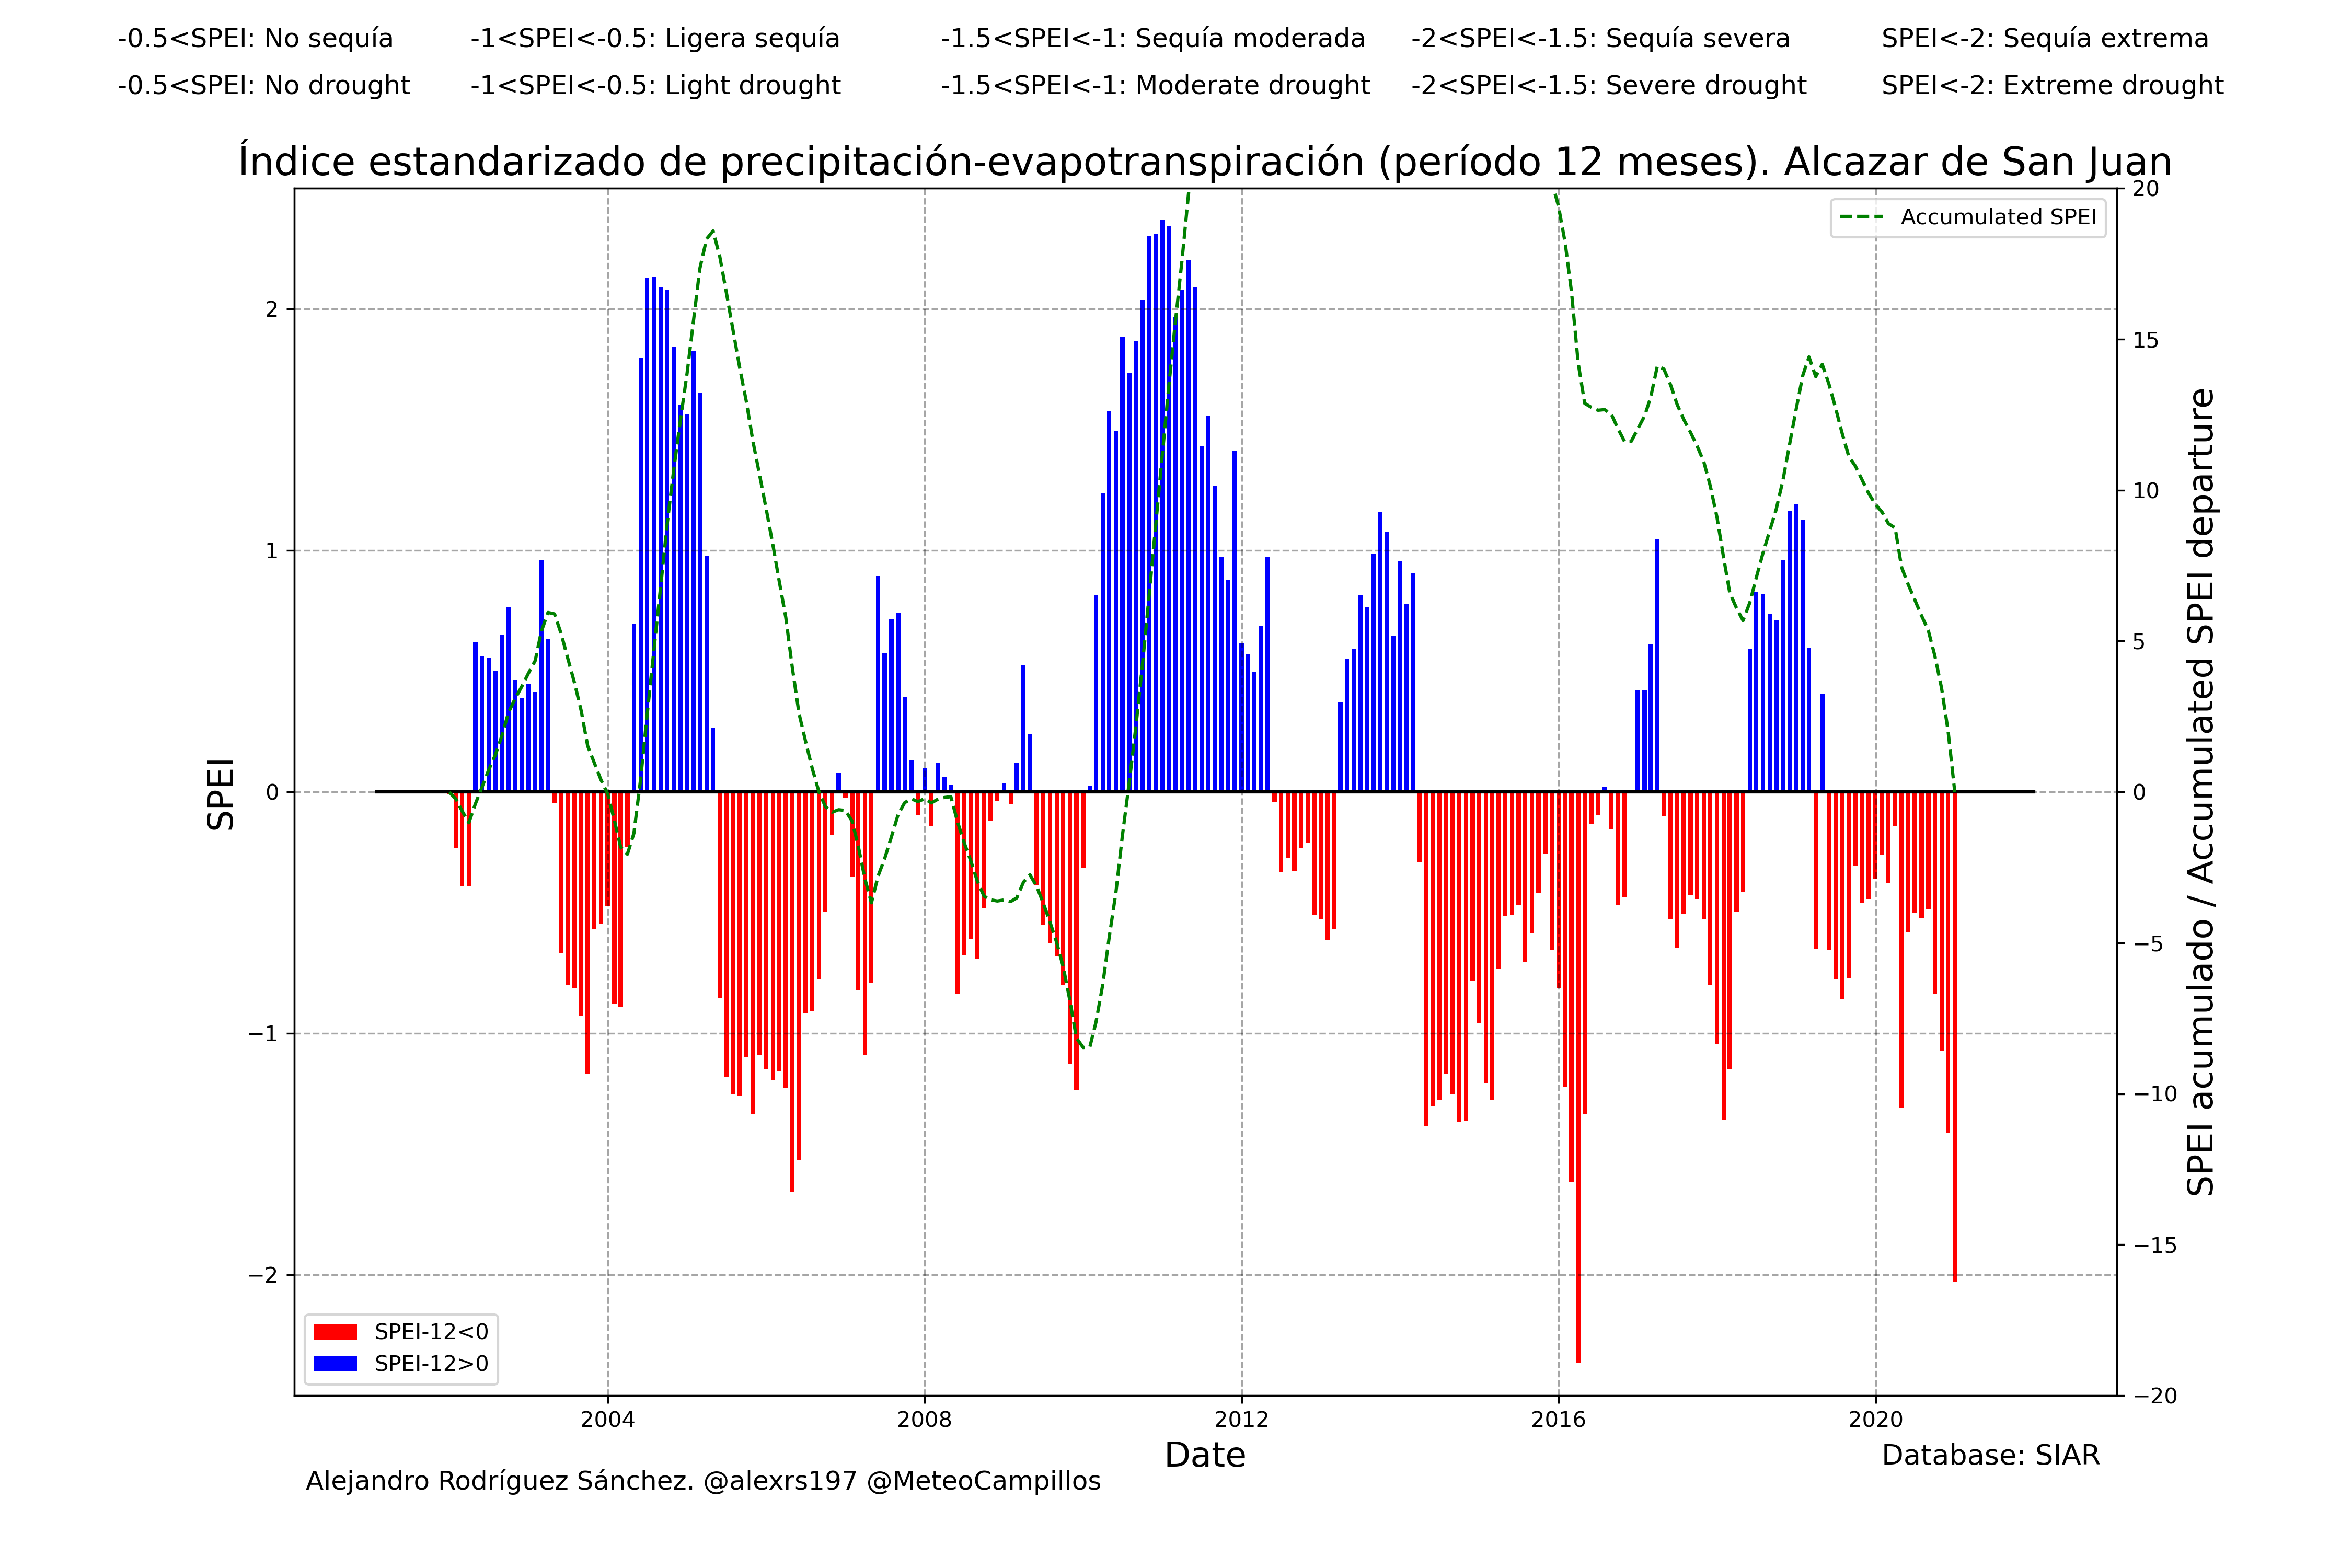 -0.5<SPEI: No sequía -1<SPEI<-0.5: Ligera sequía -1.5<SPEI<-1: Sequía moderada -2<SPEI<-1.5: Sequía severa SPEI<-2: Sequía extrema
-0.5<SPEI: No drought -1<SPEI<-0.5: Light drought -1.5<SPEI<-1: Moderate drought -2<SPEI<-1.5: Severe drought SPEI<-2: Extreme drought
Índice estandarizado de precipitación-evapotranspiración (período 12 meses). Alcazar de San Juan
SPEI
2
1
0
−1
−2
20
15
10
5
0
−5
−10
−15
−20
SPEI acumulado / Accumulated SPEI departure
Accumulated SPEI
SPEI-12<0
SPEI-12>0
2004 2008 2012 2016 2020
Date
Database: SIAR
Alejandro Rodríguez Sánchez. @alexrs197 @MeteoCampillos